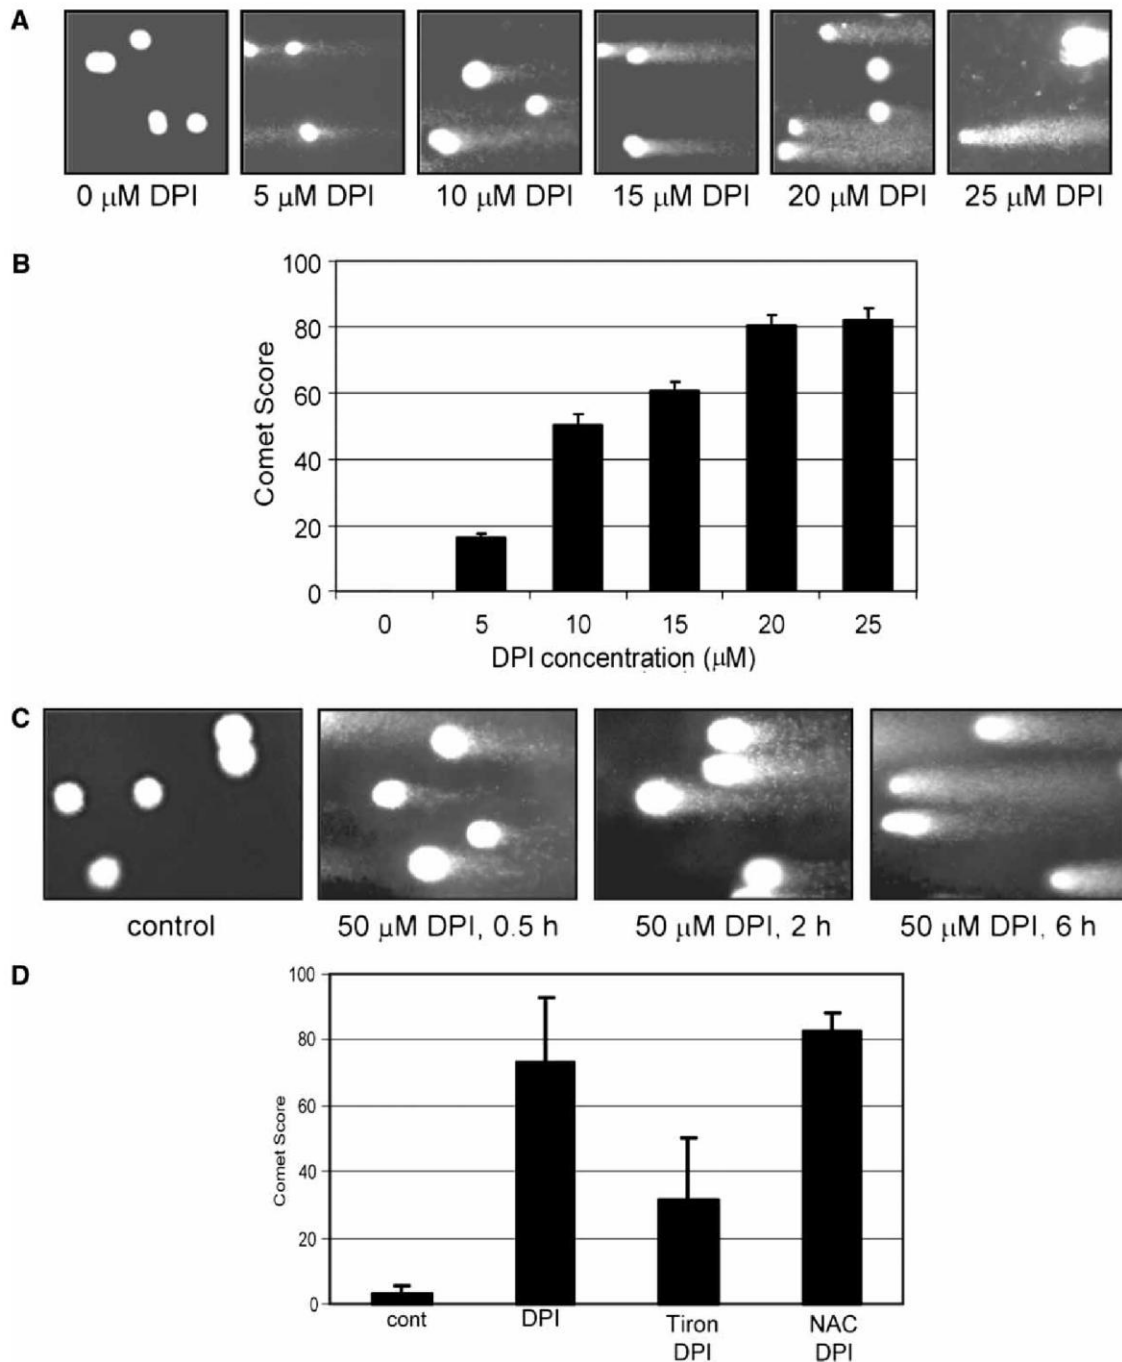 A
0 µM DPI 5 µM DPI 10 µM DPI 15 µM DPI 20 µM DPI 25 µM DPI
B
100
80
60
40
20
0
Comet Score
0 5 10 15 20 25
DPI concentration (µM)
C
control 50 µM DPI, 0.5 h 50 µM DPI, 2 h 50 µM DPI, 6 h
D
100
80
60
40
20
0
Comet Score
cont DPI Tiron NAC
DPI DPI